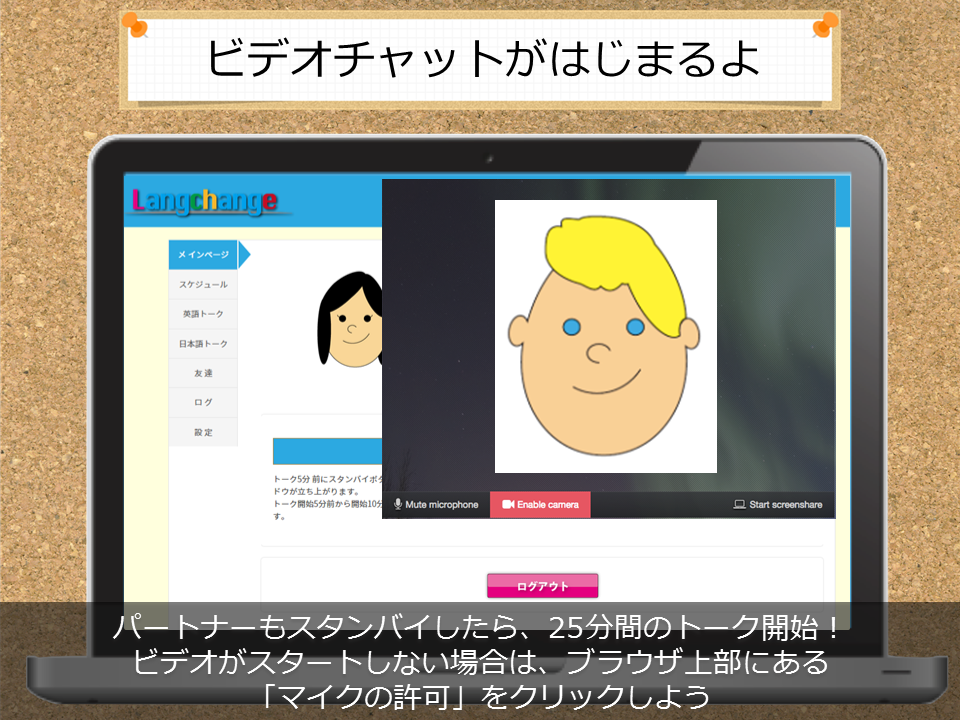 ビデオチャットがはじまるよ
Langchange
メインページ
スケジュール
英語トーク
日本語トーク
友達
ログ
設定
トーク5分前にスタンバイボタ
ドウが立ち上がります。
トーク開始5分前から開始10分
す。
Mute microphone
Enable camera
Start screenshare
ログアウト
パートナーもスタンバイしたら、25分間のトーク開始！
ビデオがスタートしない場合は、ブラウザ上部にある
「マイクの許可」をクリックしよう